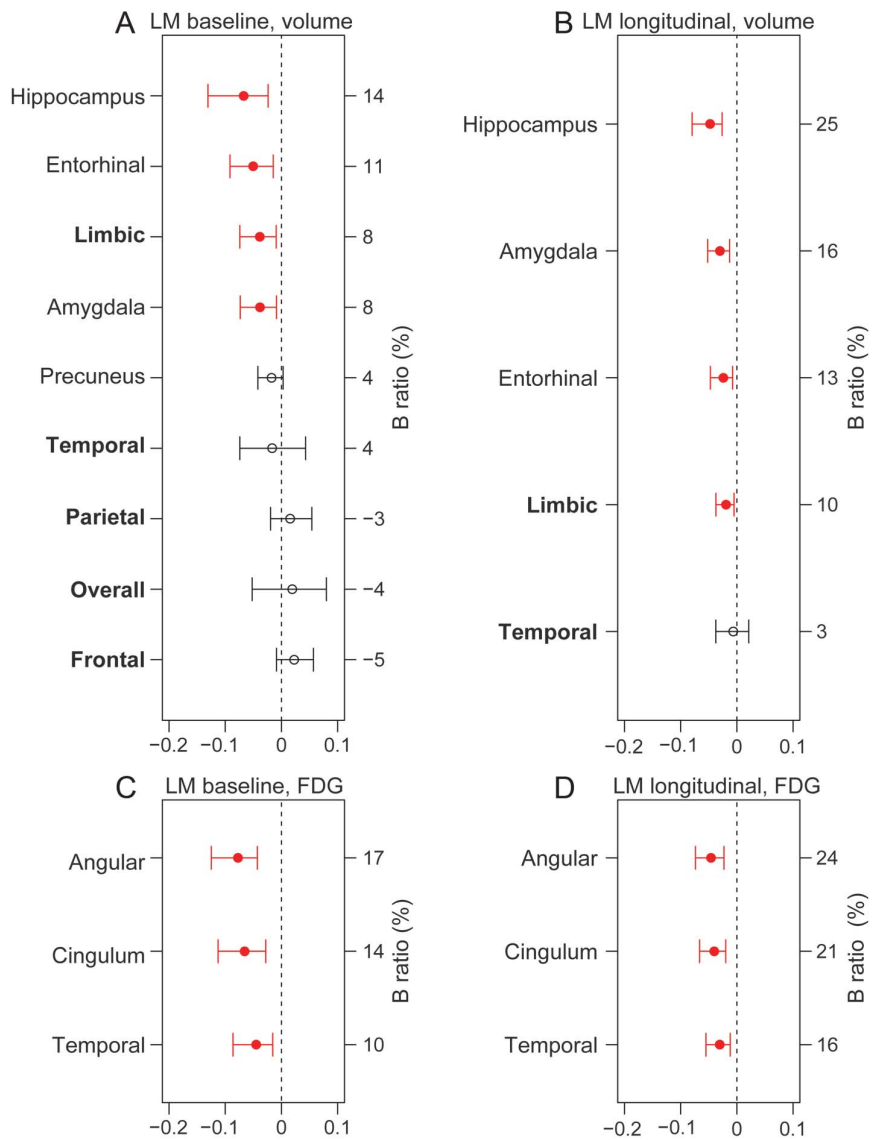 A LM baseline, volume
Hippocampus 14
Entorhinal 11
Limbic 8
Amygdala 8
Precuneus 4
Temporal 4
Parietal −3
Overall −4
Frontal −5
B ratio (%)
−0.2 −0.1 0 0.1
B LM longitudinal, volume
Hippocampus 25
Amygdala 16
Entorhinal 13
Limbic 10
Temporal 3
B ratio (%)
−0.2 −0.1 0 0.1
C LM baseline, FDG
Angular 17
Cingulum 14
Temporal 10
B ratio (%)
−0.2 −0.1 0 0.1
D LM longitudinal, FDG
Angular 24
Cingulum 21
Temporal 16
B ratio (%)
−0.2 −0.1 0 0.1